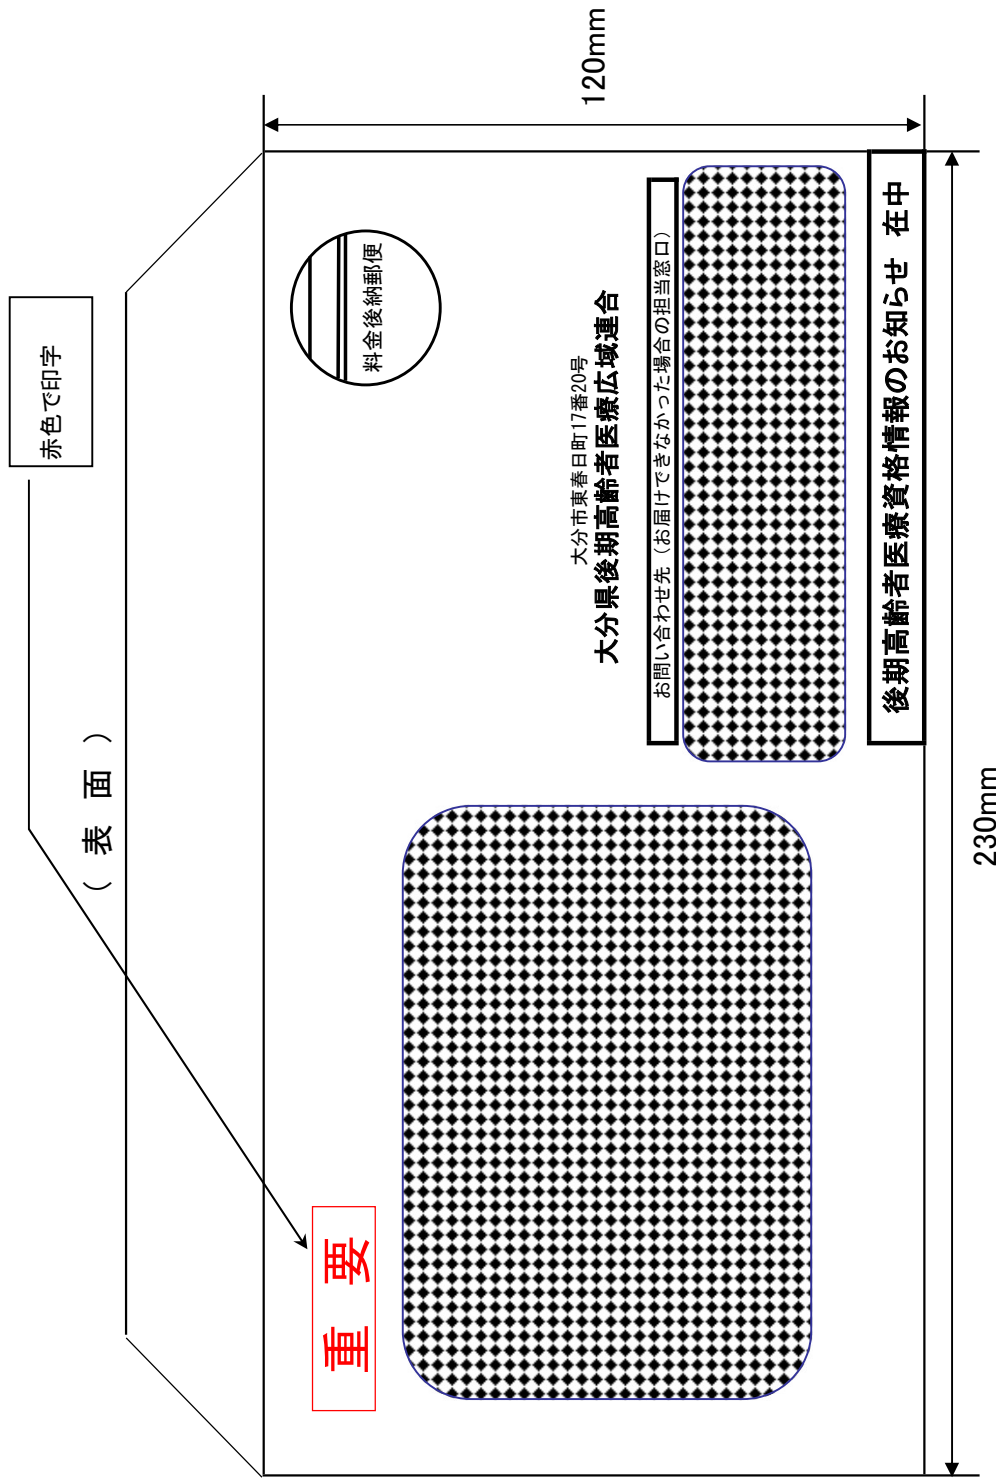 （ 表 面 ）
赤色で印字
重 要
料金後納郵便
大分市東春日町17番20号
大分県後期高齢者医療広域連合
お問い合わせ先（お届けできなかった場合の担当窓口）
後期高齢者医療資格情報のお知らせ 在中
120mm
230mm